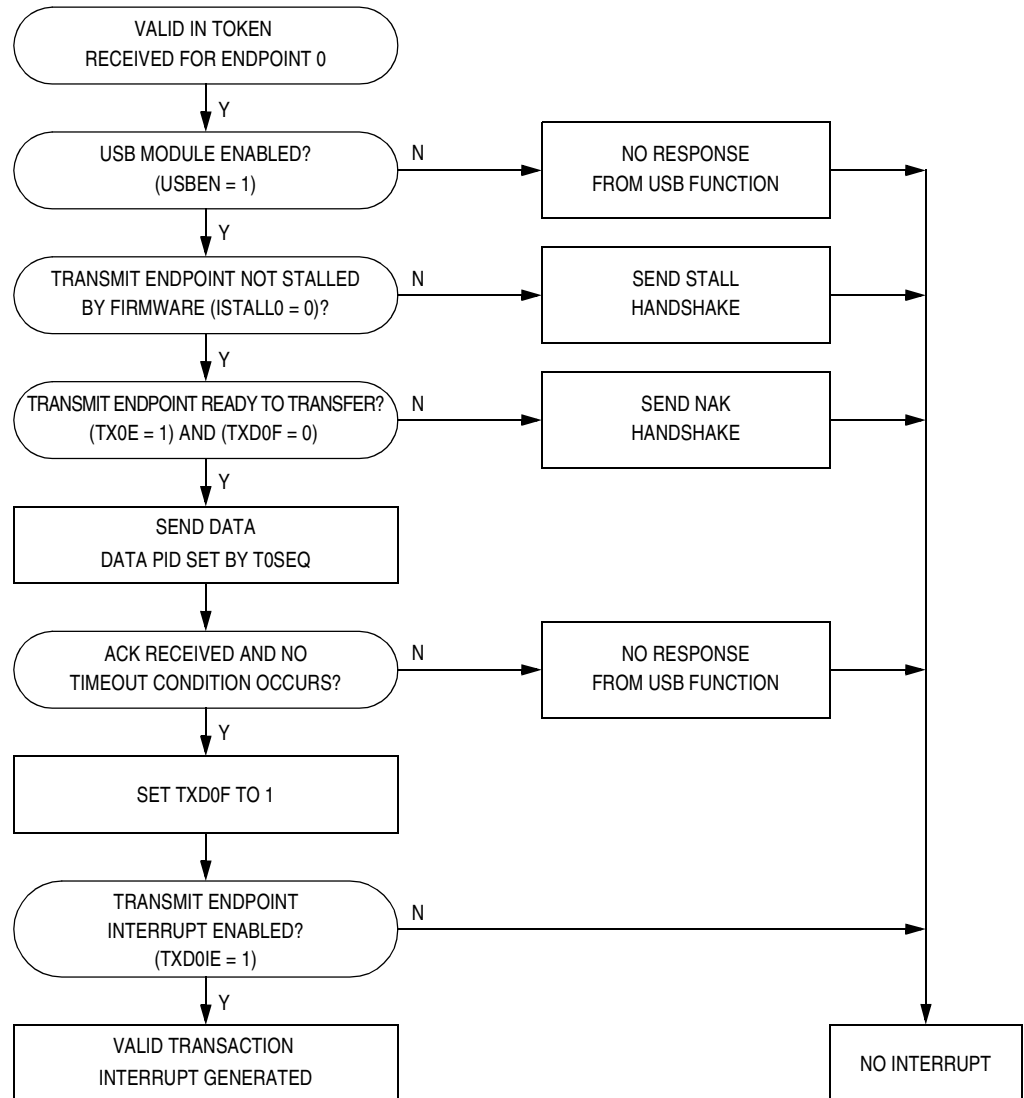 VALID IN TOKEN
RECEIVED FOR ENDPOINT 0
Y
USB MODULE ENABLED?
(USBEN = 1)
N
NO RESPONSE
FROM USB FUNCTION
Y
TRANSMIT ENDPOINT NOT STALLED
BY FIRMWARE (ISTALL0 = 0)?
N
SEND STALL
HANDSHAKE
Y
TRANSMIT ENDPOINT READY TO TRANSFER?
(TX0E = 1) AND (TXD0F = 0)
N
SEND NAK
HANDSHAKE
Y
SEND DATA
DATA PID SET BY T0SEQ
ACK RECEIVED AND NO
TIMEOUT CONDITION OCCURS?
N
NO RESPONSE
FROM USB FUNCTION
Y
SET TXD0F TO 1
TRANSMIT ENDPOINT
INTERRUPT ENABLED?
(TXD0IE = 1)
N
Y
VALID TRANSACTION
INTERRUPT GENERATED
NO INTERRUPT